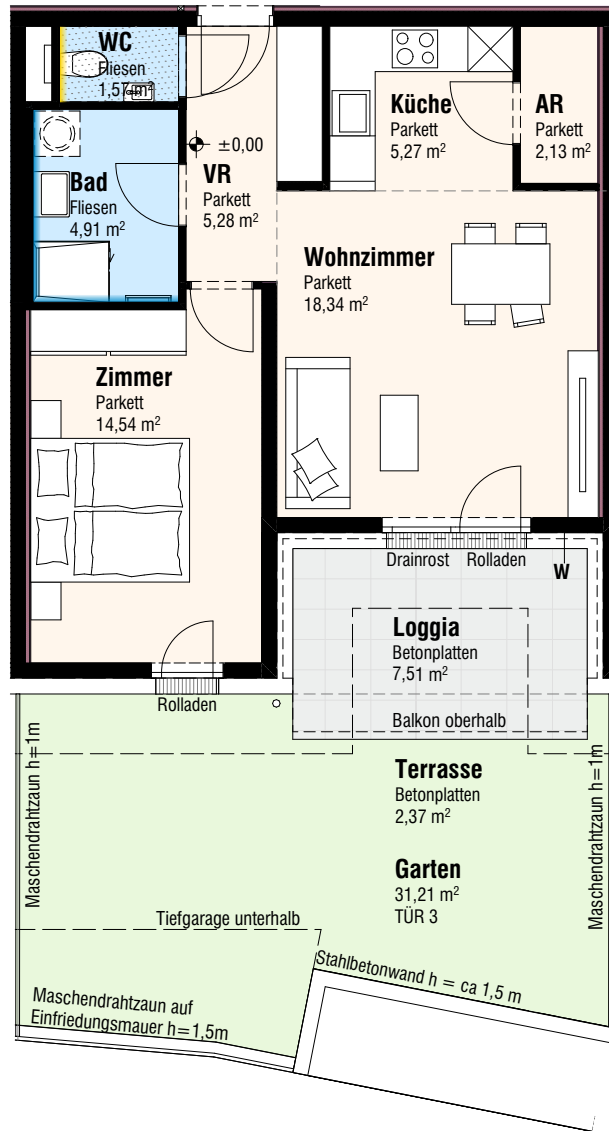 WC
Fliesen
1,57 m²
±0,00
VR
Parkett
5,28 m²
Küche
Parkett
5,27 m²
AR
Parkett
2,13 m²
Bad
Fliesen
4,91 m²
Wohnzimmer
Parkett
18,34 m²
Zimmer
Parkett
14,54 m²
Drainrost
Rolladen
W
Loggia
Betonplatten
7,51 m²
Rolladen
Balkon oberhalb
Maschendrahtzaun h=1m
Maschendrahtzaun h=1m
Terrasse
Betonplatten
2,37 m²
Garten
31,21 m²
TÜR 3
Tiefgarage unterhalb
Stahlbetonwand h = ca 1,5 m
Maschendrahtzaun auf
Einfriedungsmauer h=1,5m